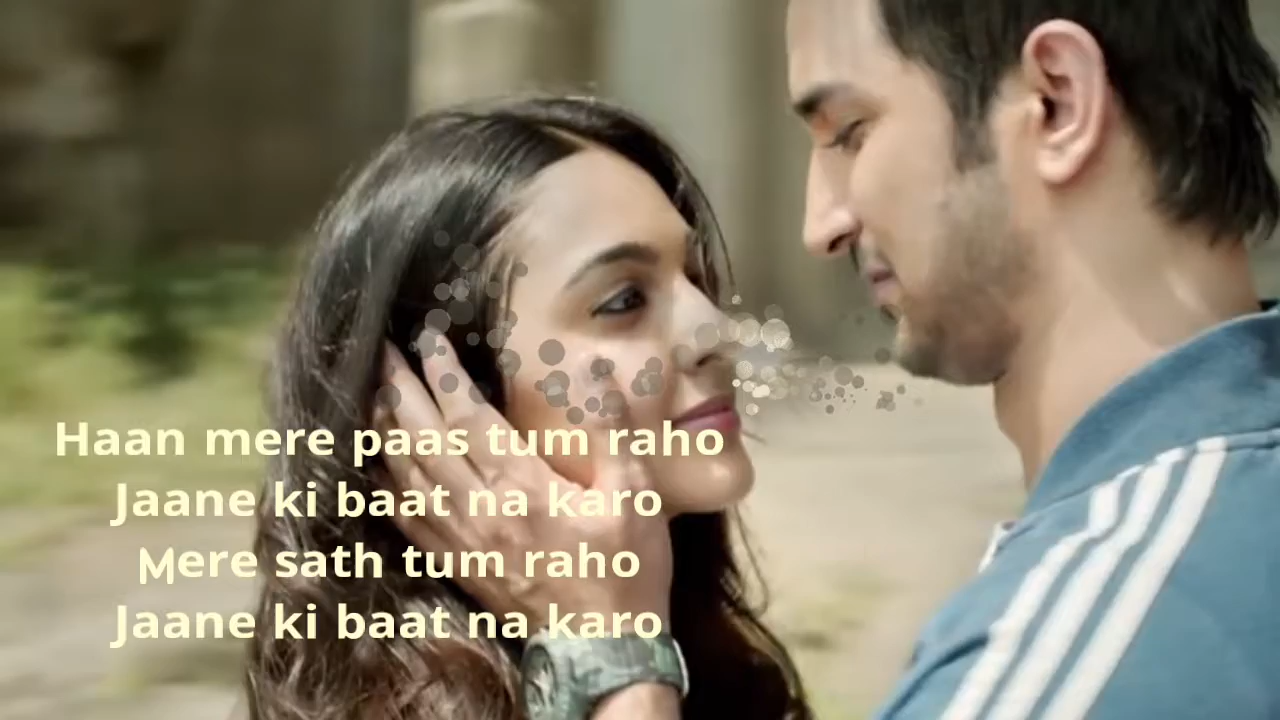 Haan mere paas tum raho
Jaane ki baat na karo
Mere sath tum raho
Jaane ki baat na karo